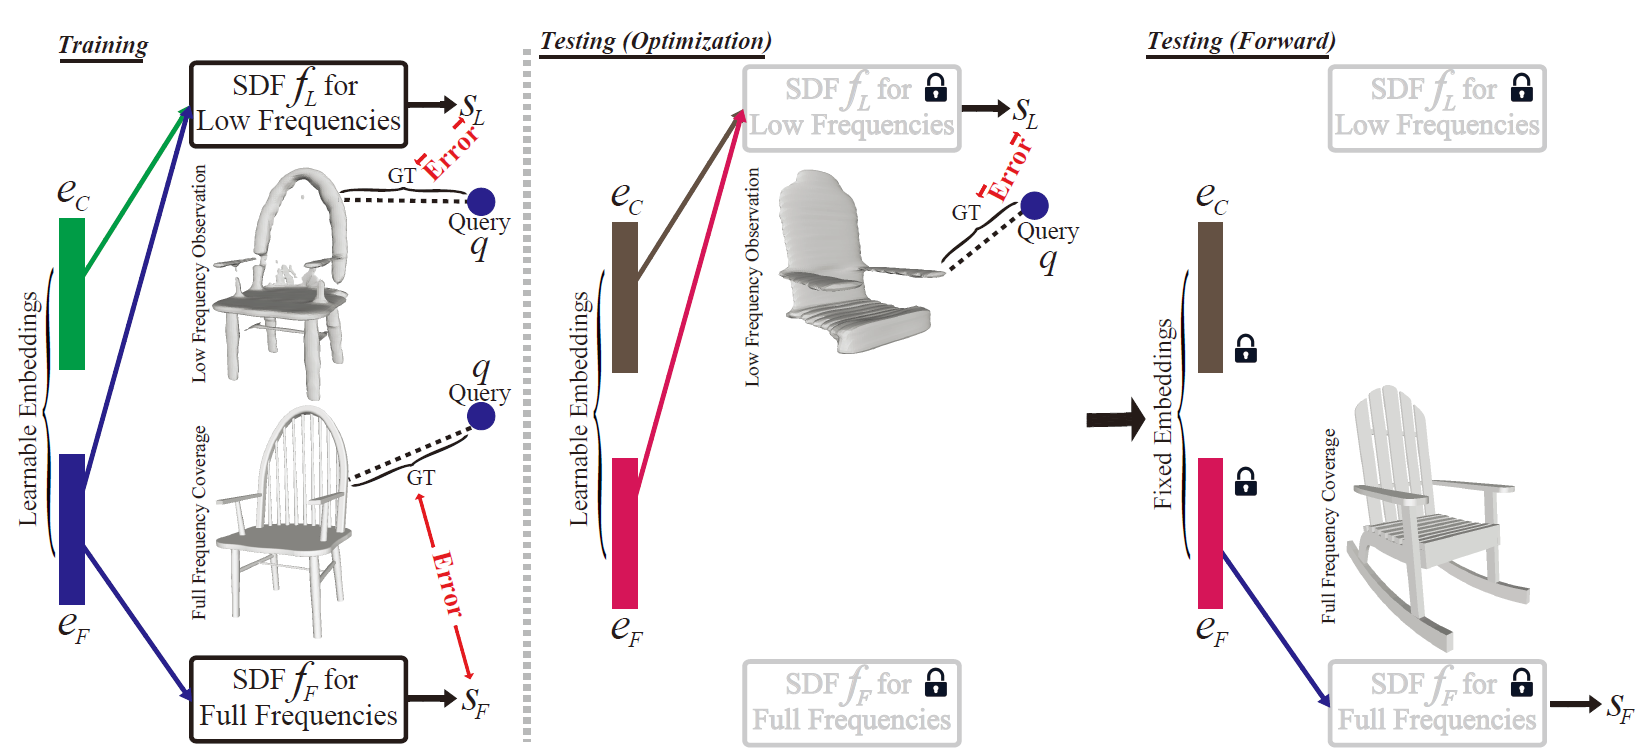 Training
SDF f_L for
Low Frequencies
S_L
Error
GT
Query
q
Low Frequency Observation
e_C
Learnable Embeddings
q
Query
GT
Full Frequency Coverage
Error
e_F
SDF f_F for
Full Frequencies
S_F
Testing (Optimization)
SDF f_L for
Low Frequencies
S_L
Error
GT
Query
q
Low Frequency Observation
e_C
Learnable Embeddings
e_F
SDF f_F for
Full Frequencies
Testing (Forward)
SDF f_L for
Low Frequencies
e_C
Fixed Embeddings
Full Frequency Coverage
e_F
SDF f_F for
Full Frequencies
S_F